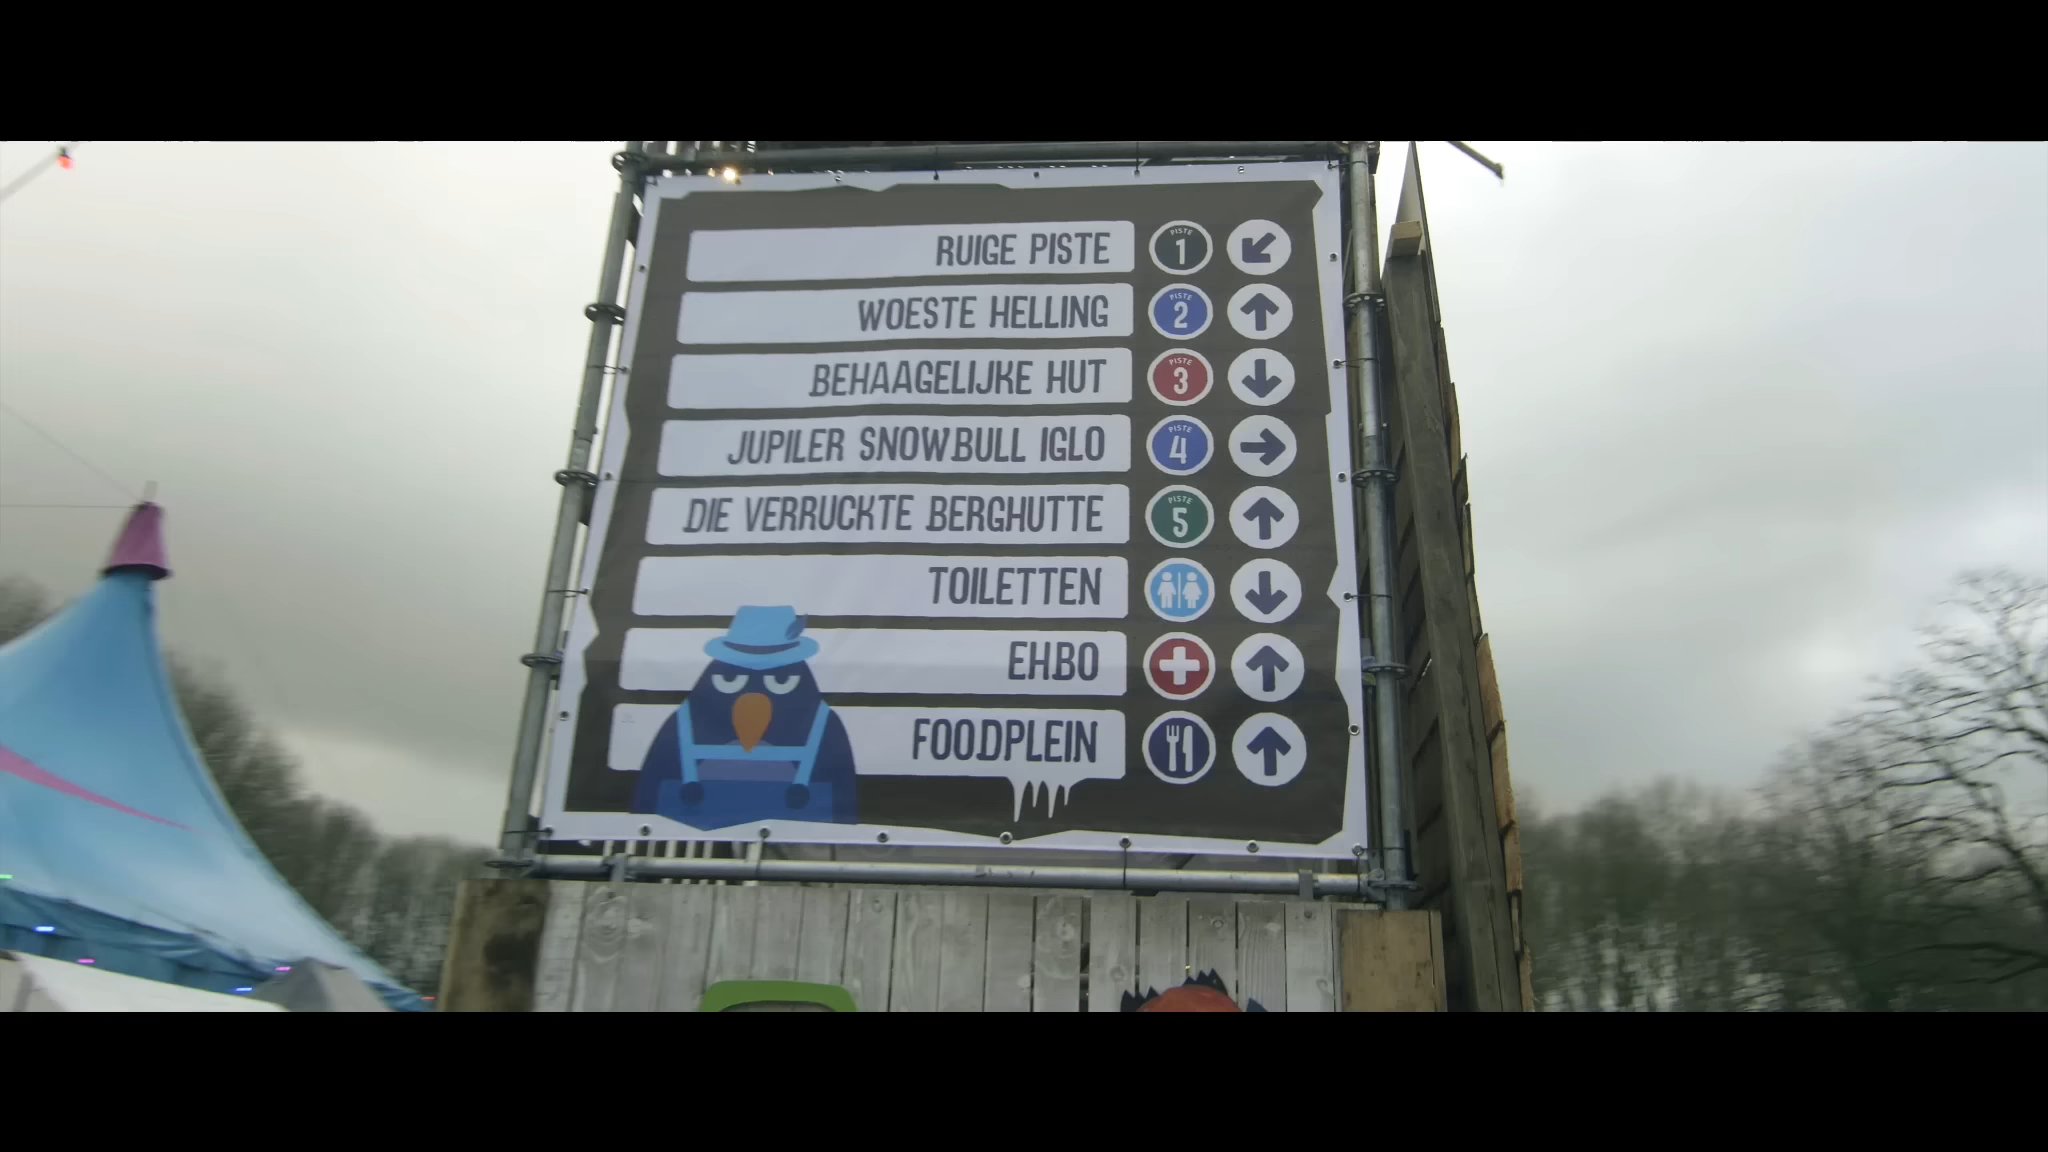 RUIGE PISTE PISTE 1
WOESTE HELLING PISTE 2
BEHAAGELIJKE HUT PISTE 3
JUPILER SNOWBULL IGLO PISTE 4
DIE VERRUCKTE BERGHUTTE PISTE 5
TOILETTEN
EHBO
FOODPLEIN